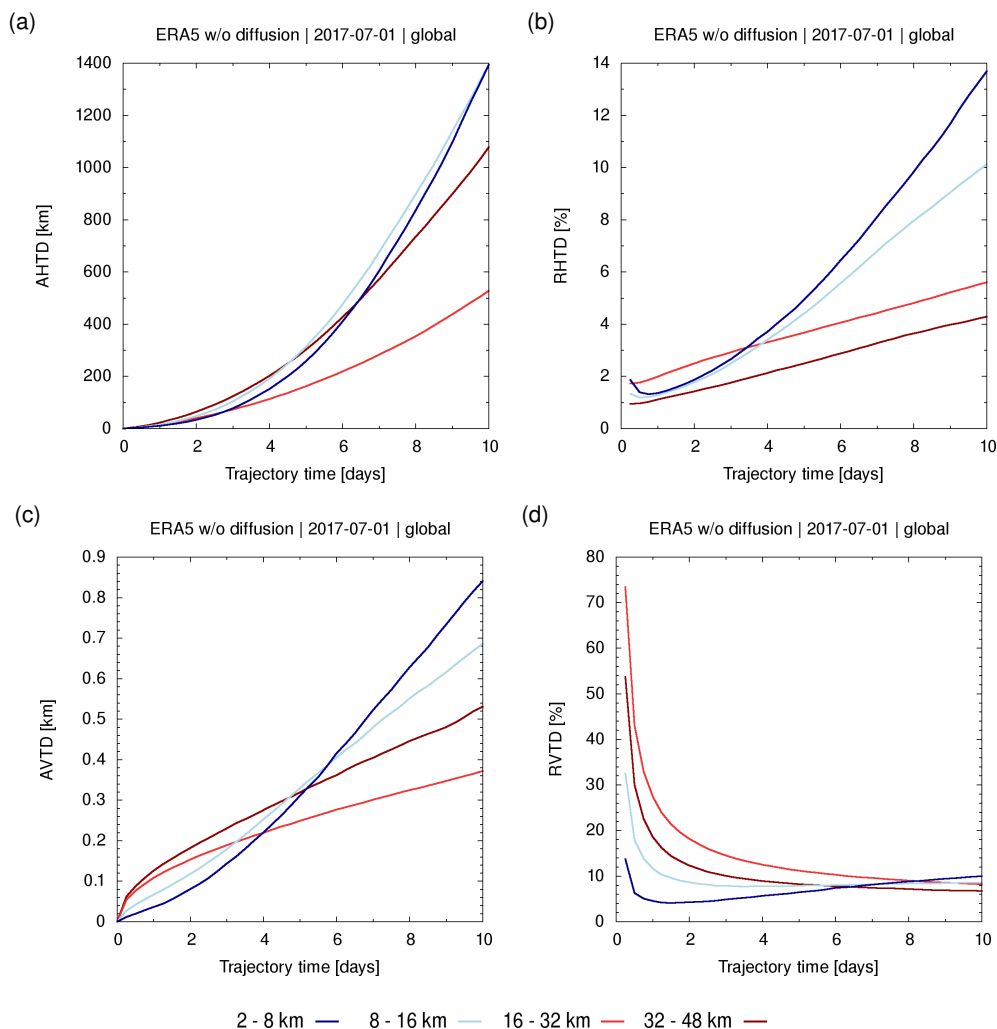 (a)
ERA5 w/o diffusion | 2017-07-01 | global
1400
1200
1000
800
600
400
200
0
AHTD [km]
0 2 4 6 8 10
Trajectory time [days]
(b)
ERA5 w/o diffusion | 2017-07-01 | global
14
12
10
8
6
4
2
0
RHTD [%]
0 2 4 6 8 10
Trajectory time [days]
(c)
ERA5 w/o diffusion | 2017-07-01 | global
0.9
0.8
0.7
0.6
0.5
0.4
0.3
0.2
0.1
0
AVTD [km]
0 2 4 6 8 10
Trajectory time [days]
(d)
ERA5 w/o diffusion | 2017-07-01 | global
80
70
60
50
40
30
20
10
0
RVTD [%]
0 2 4 6 8 10
Trajectory time [days]
2 - 8 km 8 - 16 km 16 - 32 km 32 - 48 km